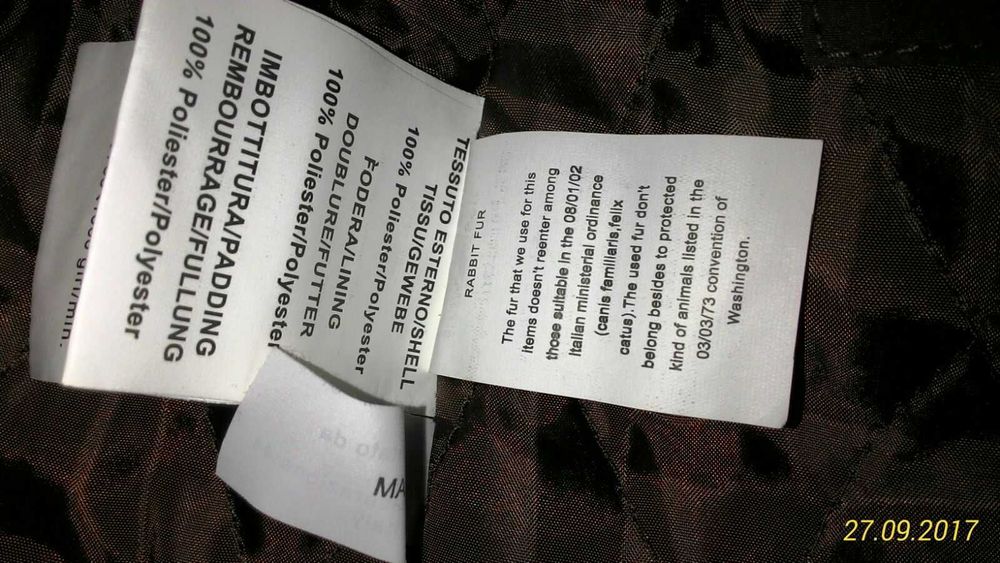 TESSUTO ESTERNO/SHELL
TISSU/GEWEBE
100% Poliester/Polyester
FODERA/LINING
DOUBLURE/FUTTER
100% Poliester/Polyester
IMBOTTITURA/PADDING
REMBOURRAGE/FULLUNG
100% Poliester/Polyester
RABBIT FUR
The fur that we use for this
items doesn't reenter among
those suitable in the 08/01/02
Italian ministerial ordinance
(canis familiaris,felix
catus).The used fur don't
belong besides to protected
kind of animals listed in the
03/03/73 convention of
Washington.
gm/min.
MA
27.09.2017